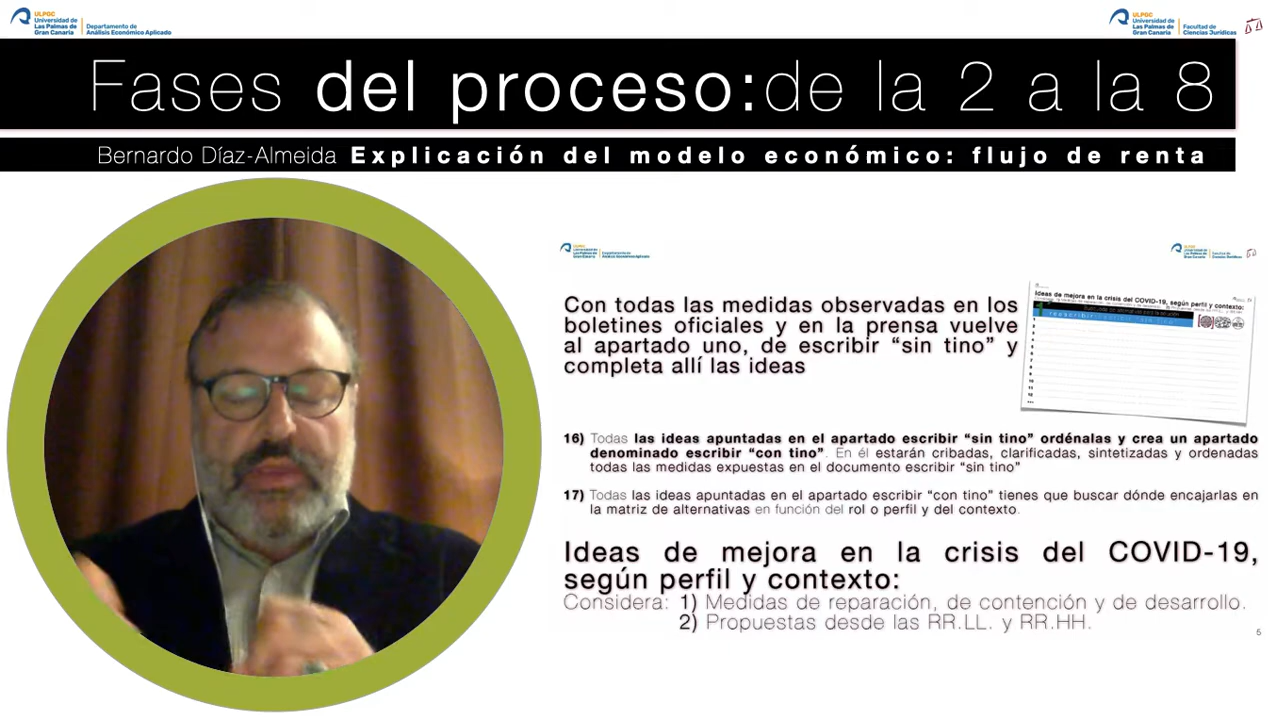 ULPGC
Universidad de
Las Palmas de
Gran Canaria
Departamento de
Análisis Económico Aplicado
ULPGC
Universidad de
Las Palmas de
Gran Canaria
Facultad de
Ciencias Jurídicas
Fases del proceso:de la 2 a la 8
Bernardo Díaz-Almeida Explicación del modelo económico: flujo de renta
Con todas las medidas observadas en los
boletines oficiales y en la prensa vuelve
al apartado uno, de escribir “sin tino” y
completa allí las ideas
Ideas de mejora en la crisis del COVID-19, según perfil y contexto:
16) Todas las ideas apuntadas en el apartado escribir “sin tino” ordénalas y crea un apartado
denominado escribir “con tino”. En él estarán cribadas, clarificadas, sintetizadas y ordenadas
todas las medidas expuestas en el documento escribir “sin tino”
17) Todas las ideas apuntadas en el apartado escribir “con tino” tienes que buscar dónde encajarlas en
la matriz de alternativas en función del rol o perfil y del contexto.
Ideas de mejora en la crisis del COVID-19,
según perfil y contexto:
Considera: 1) Medidas de reparación, de contención y de desarrollo.
2) Propuestas desde las RR.LL. y RR.HH.
5